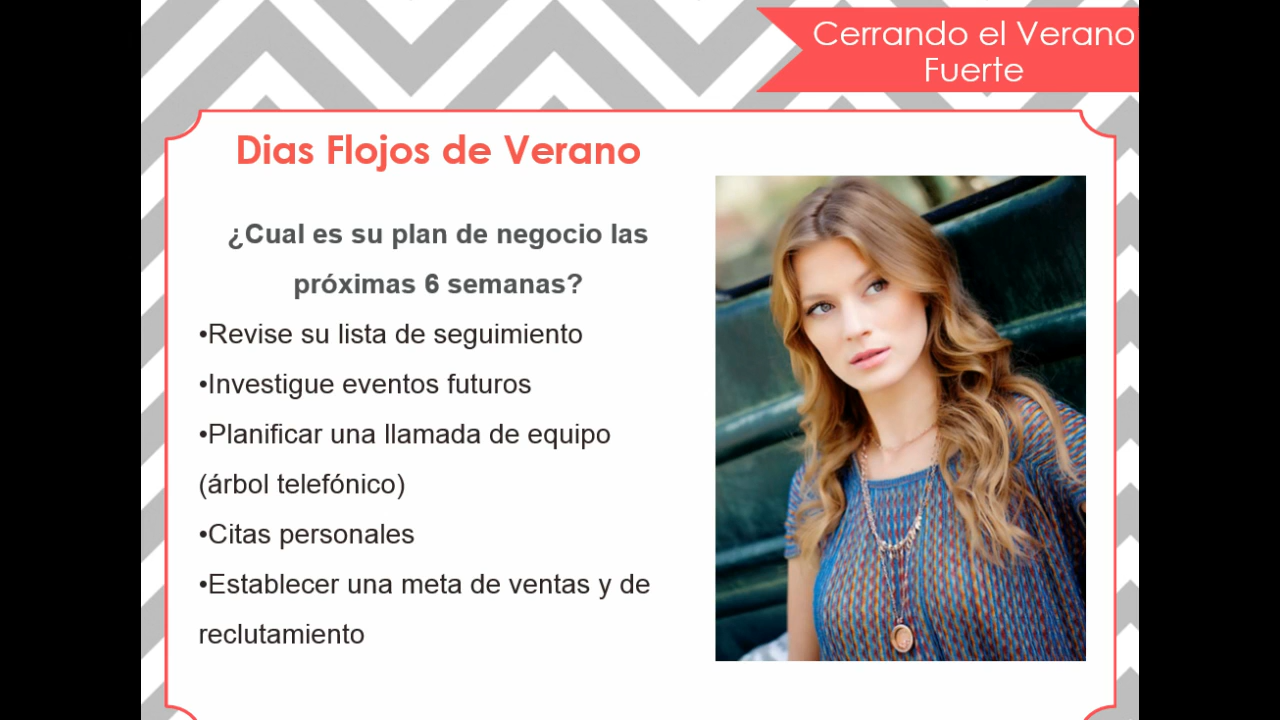 Cerrando el Verano
Fuerte
Dias Flojos de Verano
¿Cual es su plan de negocio las
próximas 6 semanas?
•Revise su lista de seguimiento
•Investigue eventos futuros
•Planificar una llamada de equipo
(árbol telefónico)
•Citas personales
•Establecer una meta de ventas y de
reclutamiento